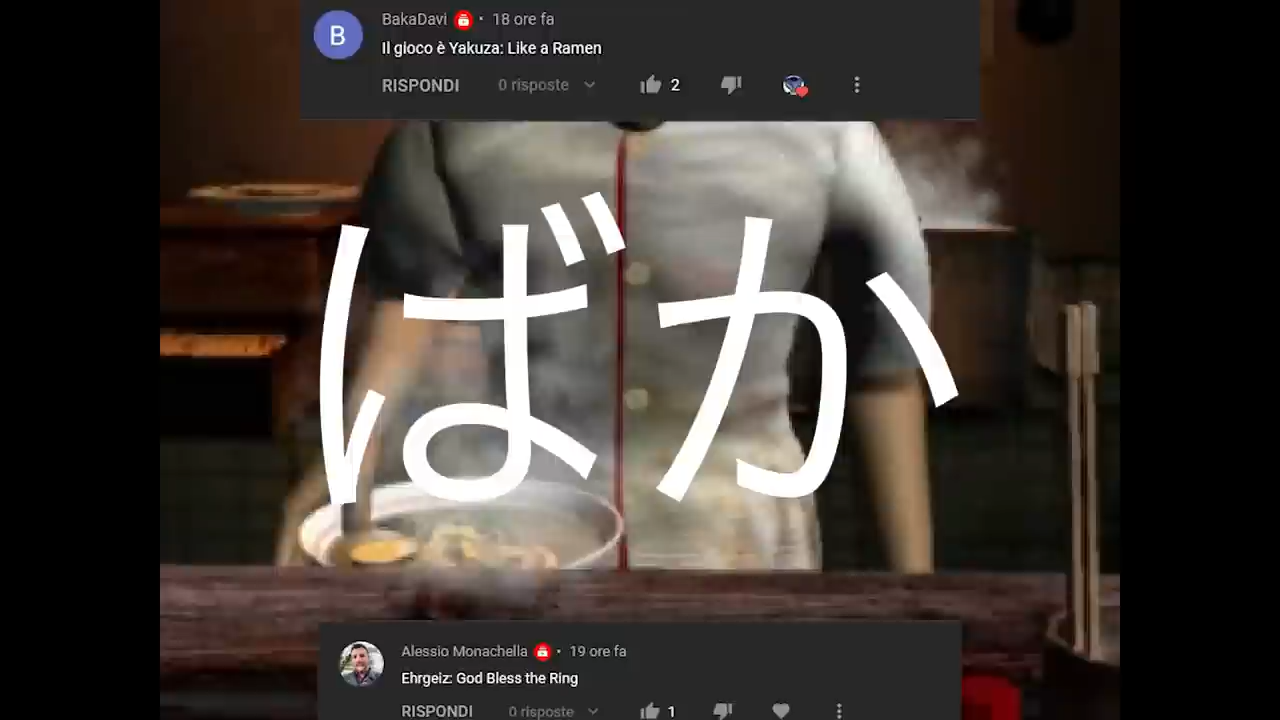 B
BakaDavi • 18 ore fa
Il gioco è Yakuza: Like a Ramen
RISPONDI 0 risposte 2
ばか
Alessio Monachella • 19 ore fa
Ehrgeiz: God Bless the Ring
RISPONDI 0 risposte 1